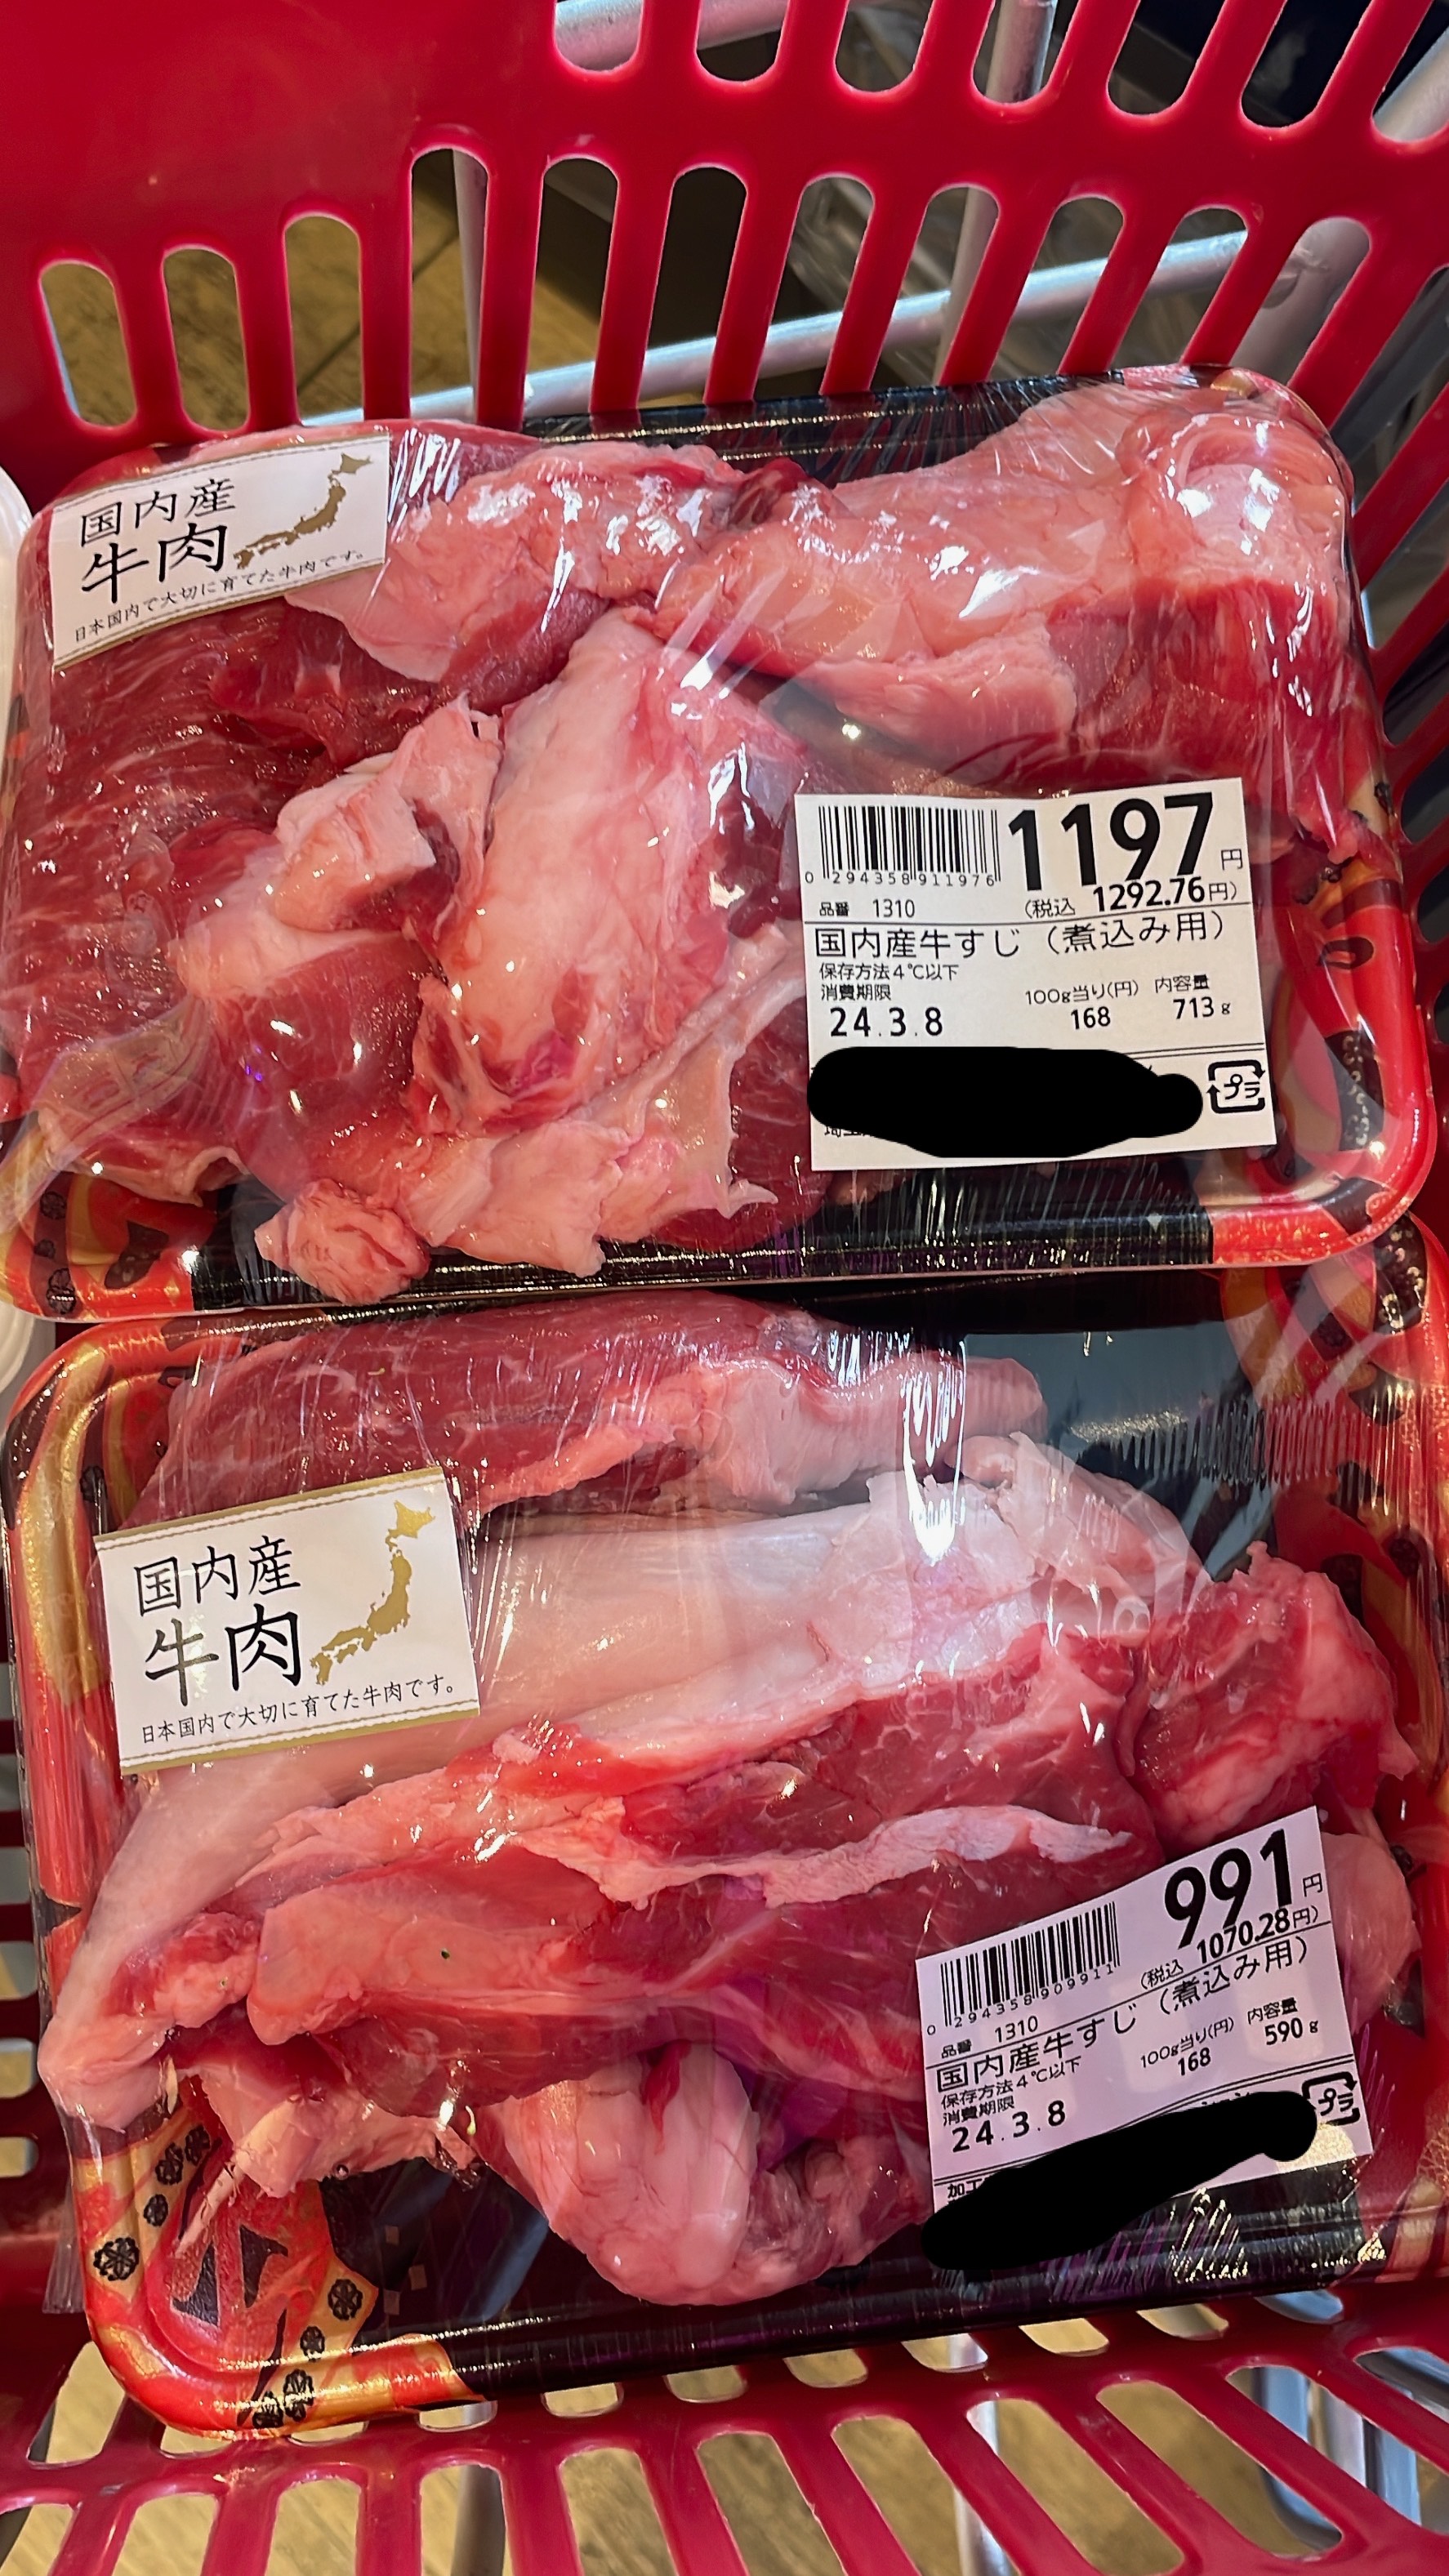 国内産
牛肉
日本国内で大切に育てた牛肉です。
1197円
0 294358 911976
(税込 1292.76円)
品番 1310
国内産牛すじ(煮込み用)
保存方法4℃以下
消費期限
100g当り(円) 内容量
24.3.8
168 713g
プラ
国内産
牛肉
日本国内で大切に育てた牛肉です。
991円
0 294358 909911
(税込 1070.28円)
品番 1310
国内産牛すじ(煮込み用)
保存方法4℃以下
消費期限
100g当り(円) 内容量
24.3.8
168 590g
プラ